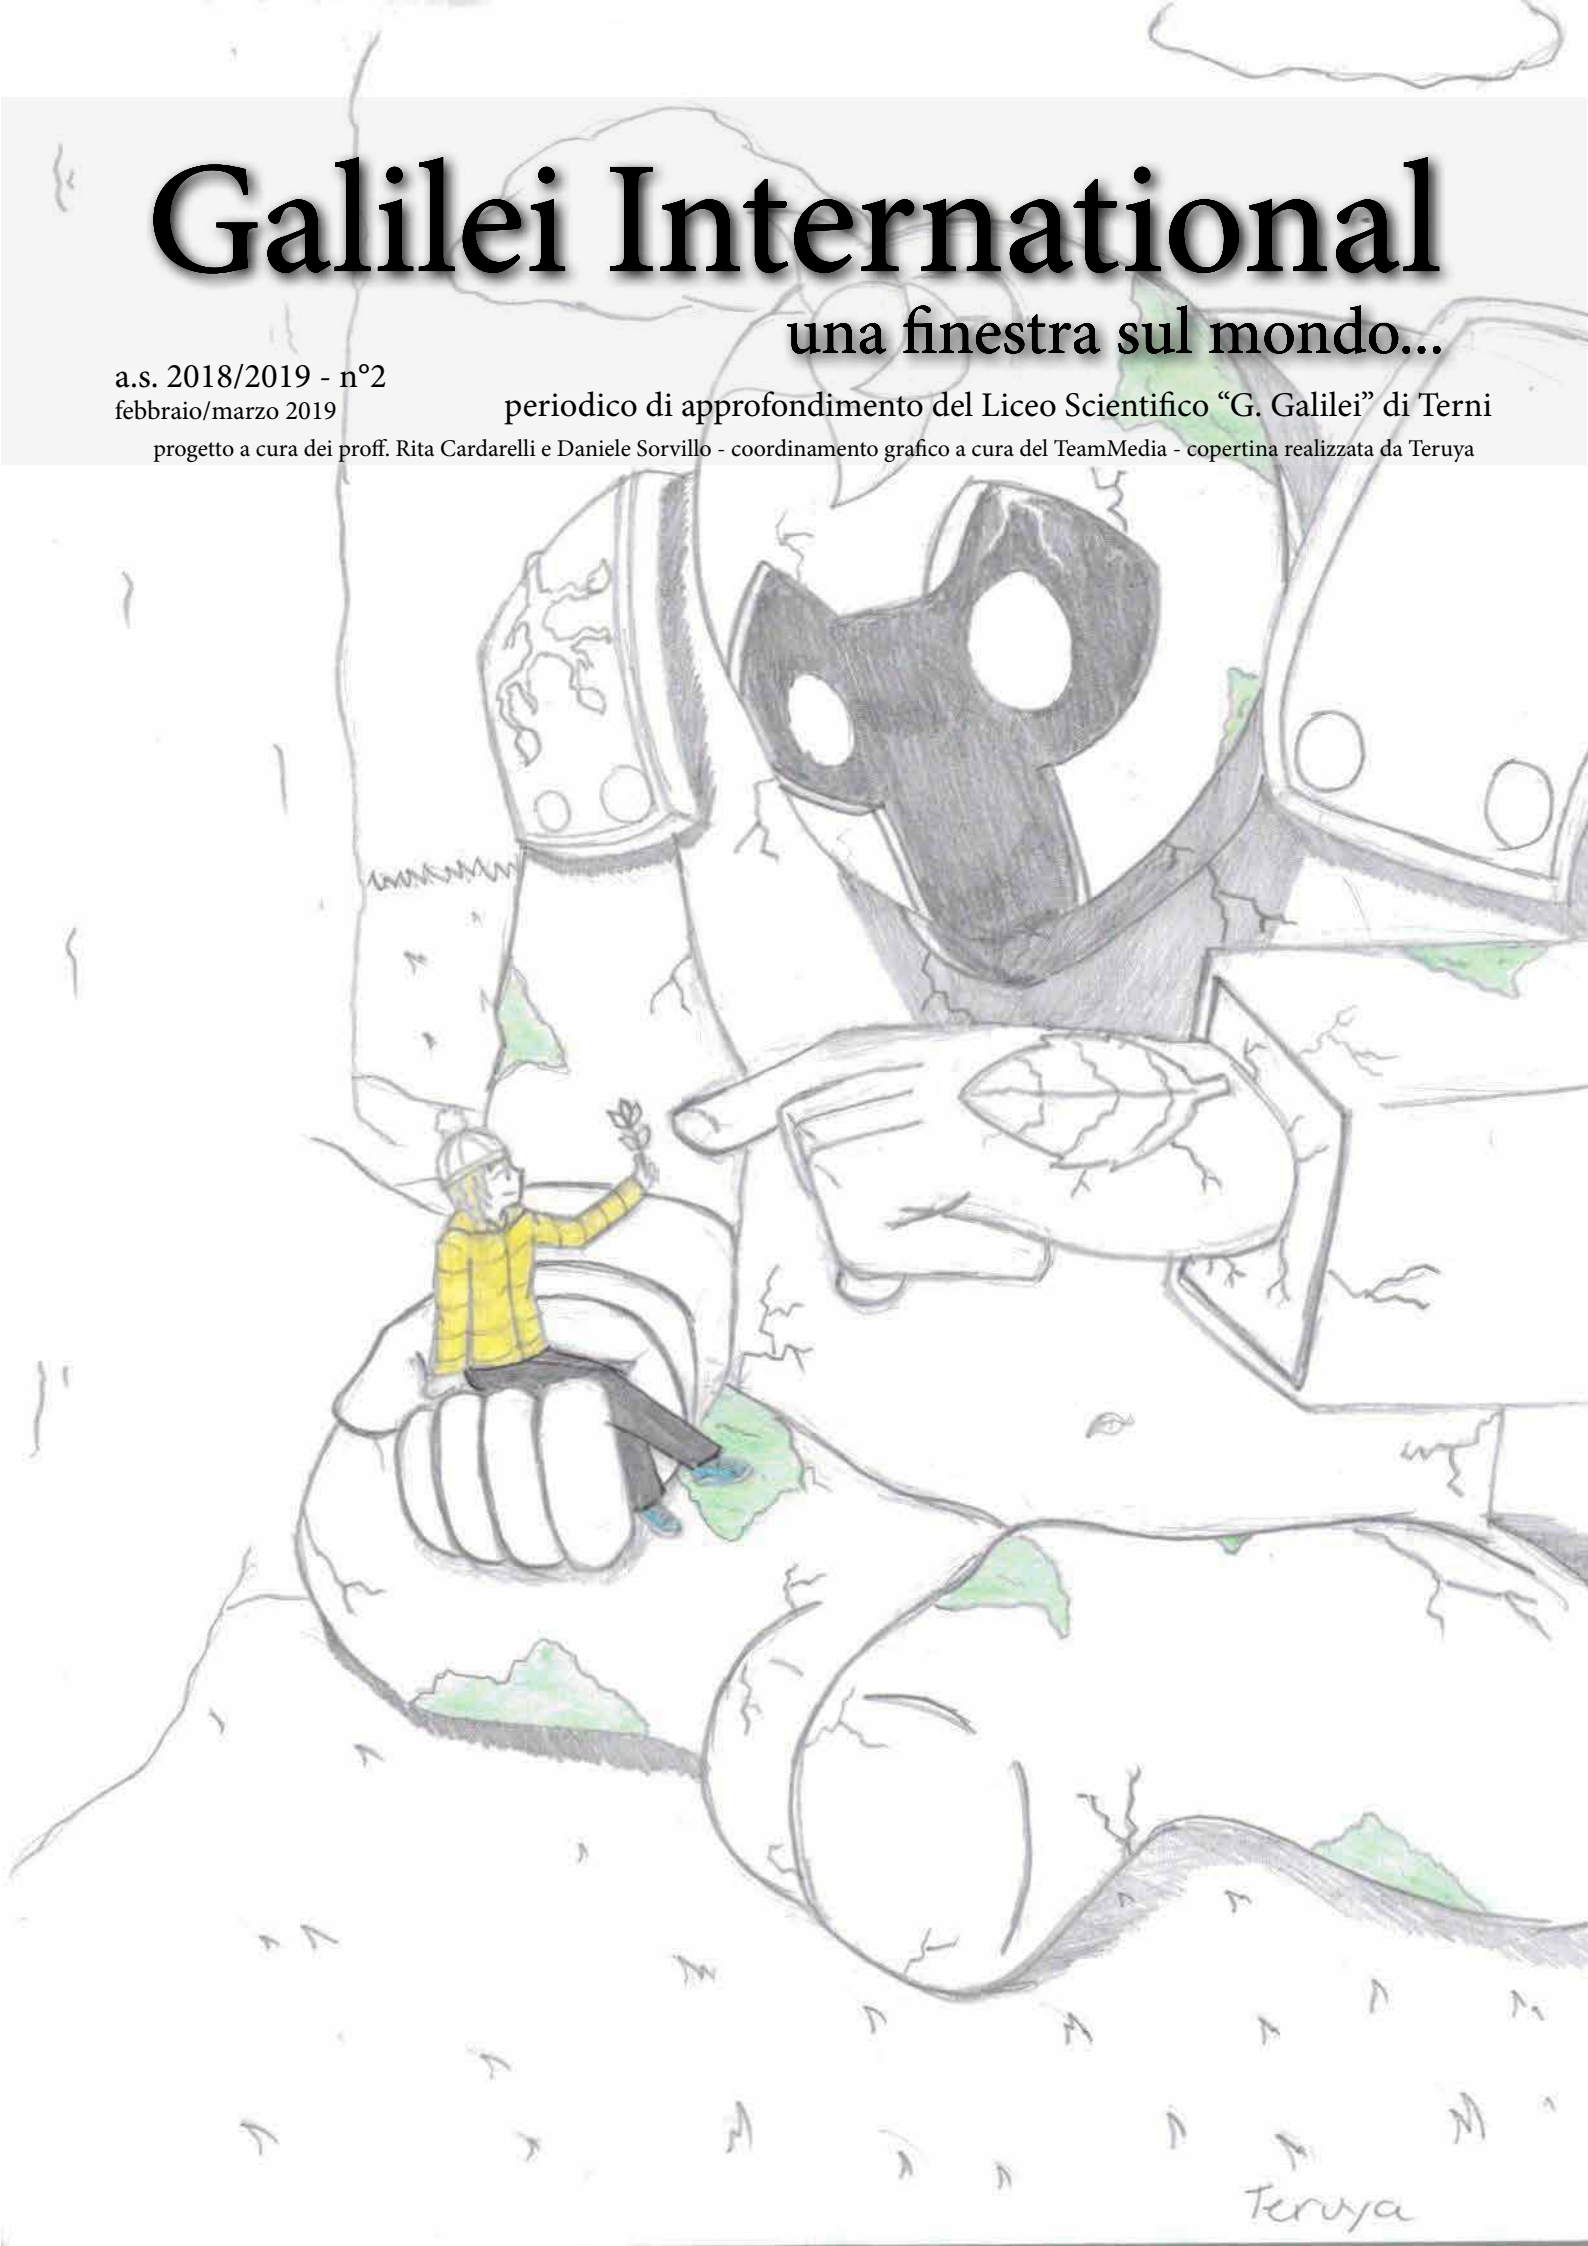 Galilei International
una finestra sul mondo...
a.s. 2018/2019 - n°2
febbraio/marzo 2019
periodico di approfondimento del Liceo Scientifico “G. Galilei” di Terni
progetto a cura dei proff. Rita Cardarelli e Daniele Sorvillo - coordinamento grafico a cura del TeamMedia - copertina realizzata da Teruya
Teruya